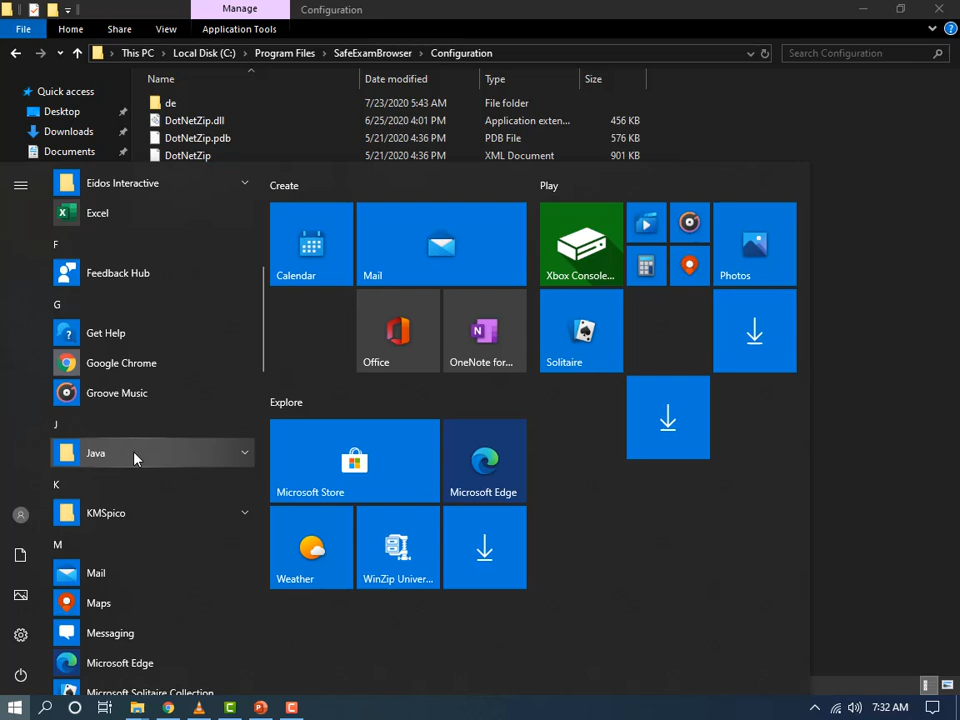 Manage
Configuration
File
Home
Share
View
Application Tools
This PC
Local Disk (C:)
Program Files
SafeExamBrowser
Configuration
Search Configuration
Name
Date modified
Type
Size
Quick access
Desktop
Downloads
Documents
de
7/23/2020 5:43 AM
File folder
DotNetZip.dll
6/25/2020 4:01 PM
Application exten...
456 KB
DotNetZip.pdb
5/21/2020 4:36 PM
PDB File
576 KB
DotNetZip
5/21/2020 4:36 PM
XML Document
901 KB
Eidos Interactive
Excel
F
Feedback Hub
G
Get Help
Google Chrome
Groove Music
J
Java
K
KMSpico
M
Mail
Maps
Messaging
Microsoft Edge
Microsoft Solitaire Collection
Create
Calendar
Mail
Office
OneNote for...
Explore
Microsoft Store
Microsoft Edge
Weather
WinZip Univer...
Play
Xbox Console...
Photos
Solitaire
7:32 AM